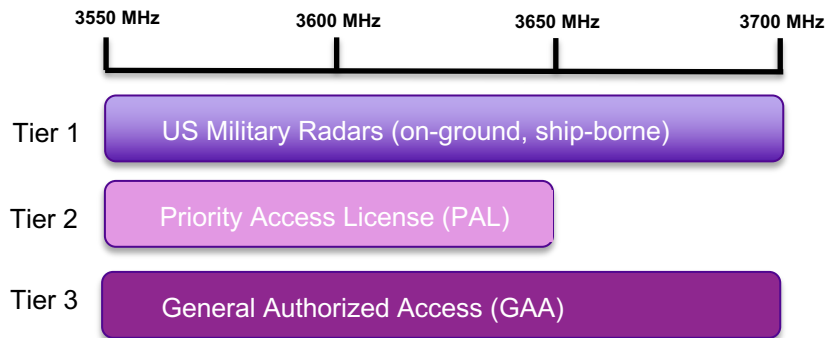 3550 MHz 3600 MHz 3650 MHz 3700 MHz
Tier 1 US Military Radars (on-ground, ship-borne)
Tier 2 Priority Access License (PAL)
Tier 3 General Authorized Access (GAA)